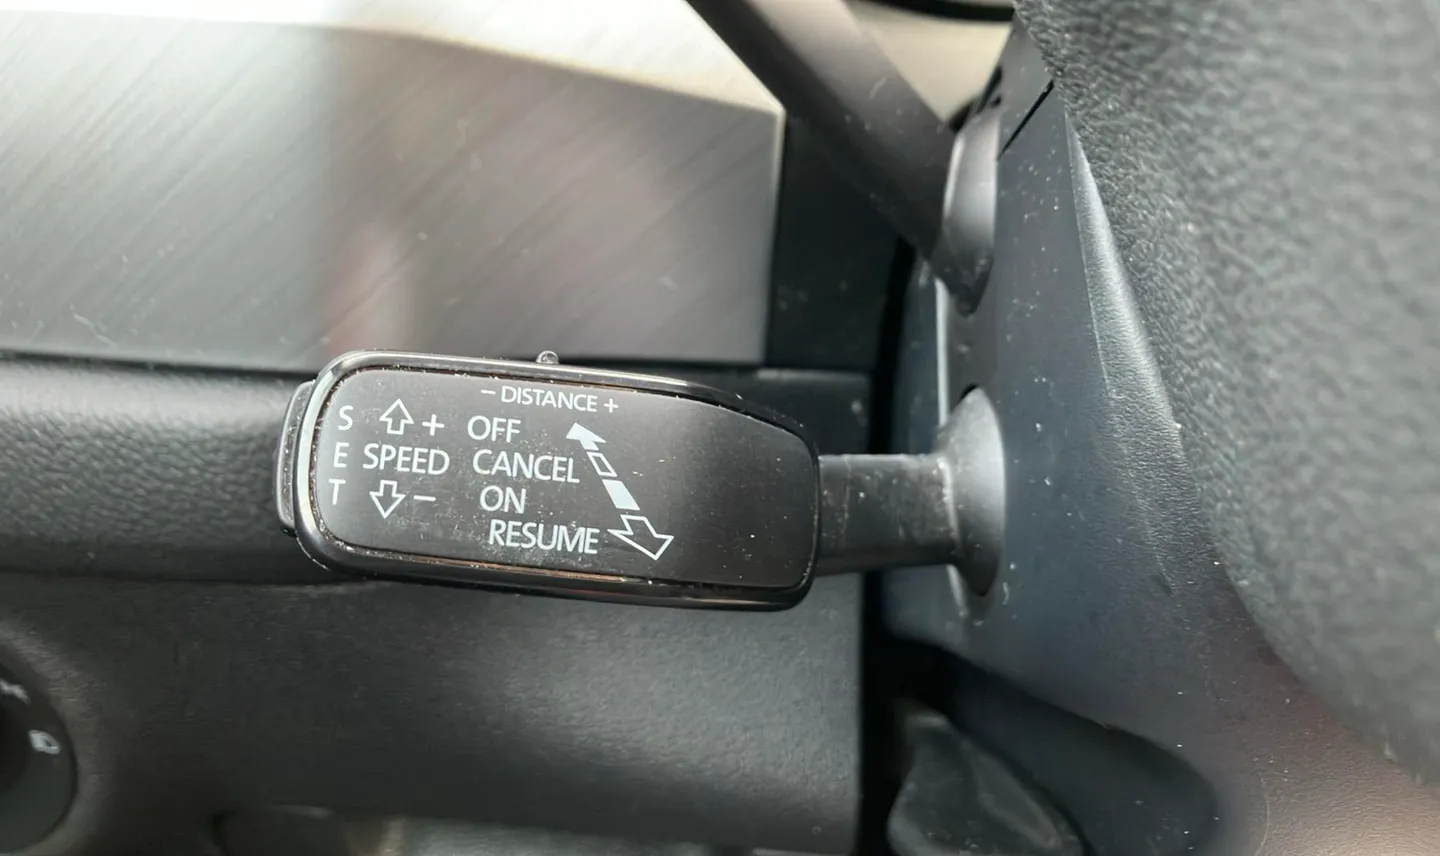 − DISTANCE +
S + OFF
E SPEED CANCEL
T − ON
RESUME